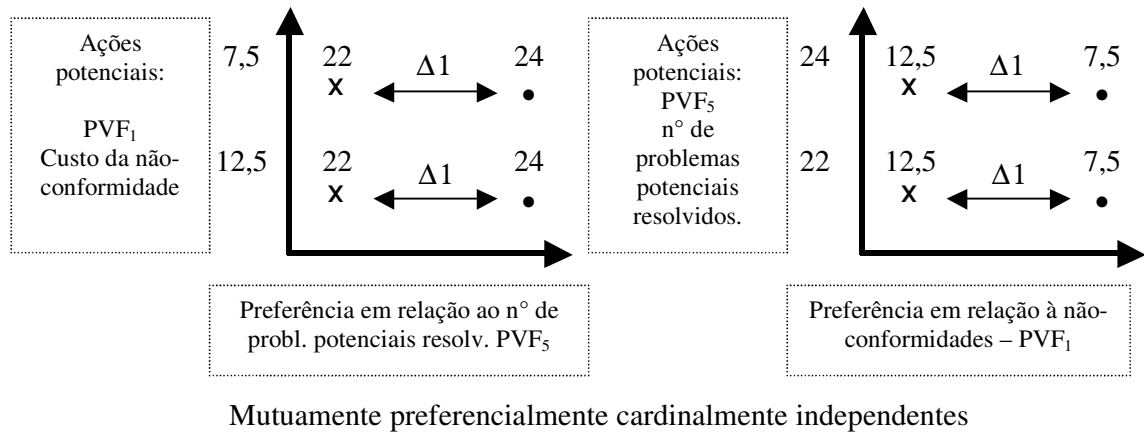 Ações
potenciais:
PVF₁
Custo da não-
conformidade
7,5
22
Δ1
24
x
•
12,5
22
Δ1
24
x
•
Preferência em relação ao n° de
probl. potenciais resolv. PVF₅
Ações
potenciais:
PVF₅
n° de
problemas
potenciais
resolvidos.
24
12,5
Δ1
7,5
x
•
22
12,5
Δ1
7,5
x
•
Preferência em relação à não-
conformidades – PVF₁
Mutuamente preferencialmente cardinalmente independentes